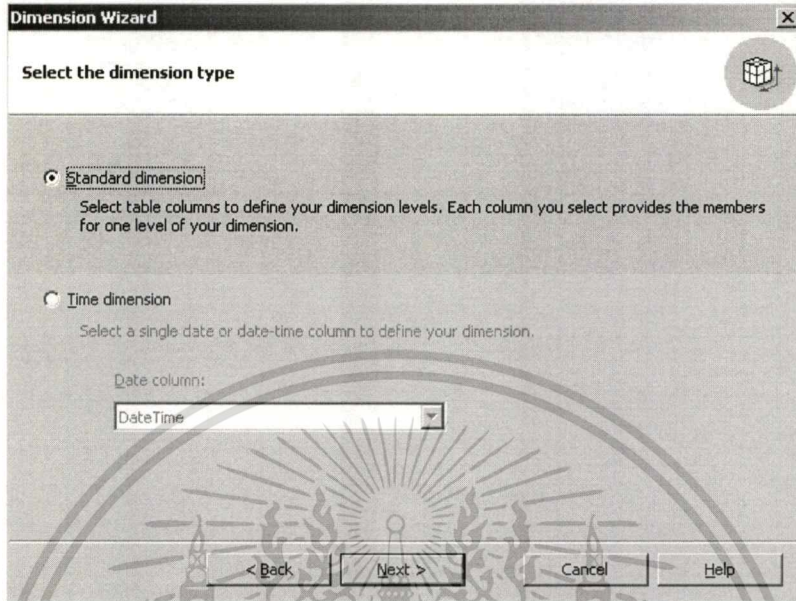 Dimension Wizard
Select the dimension type
Standard dimension
Select table columns to define your dimension levels. Each column you select provides the members
for one level of your dimension.
Time dimension
Select a single date or date-time column to define your dimension.
Date column:
DateTime
< Back
Next >
Cancel
Help